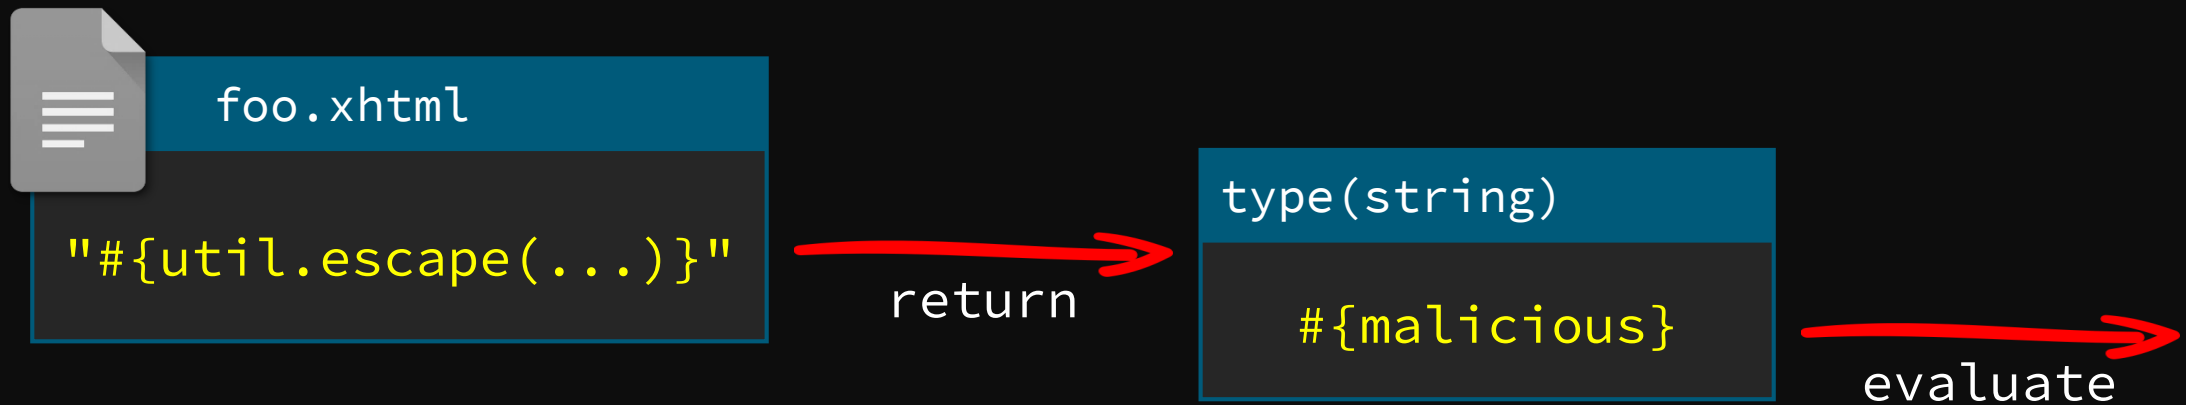 foo.xhtml
"#{util.escape(...)}"
return
type(string)
#{malicious}
evaluate